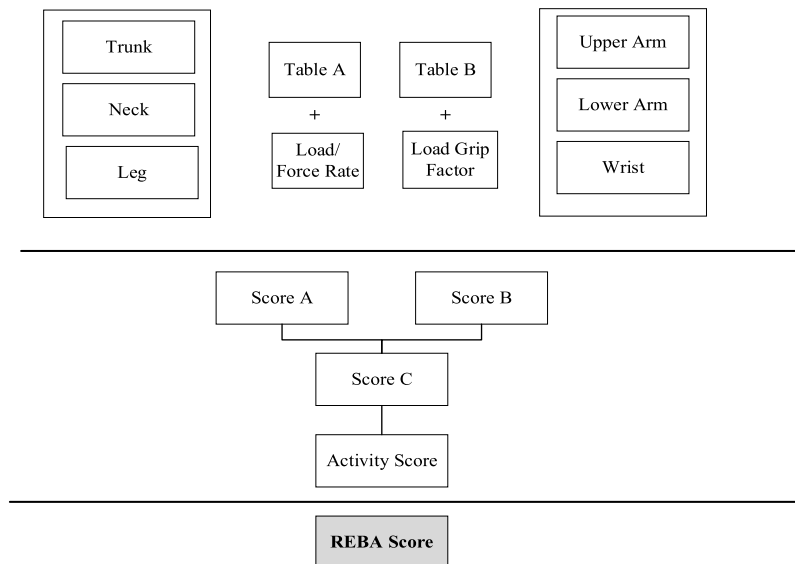 Trunk
Neck
Leg
Table A
+
Load/
Force Rate
Table B
+
Load Grip
Factor
Upper Arm
Lower Arm
Wrist
Score A
Score B
Score C
Activity Score
REBA Score